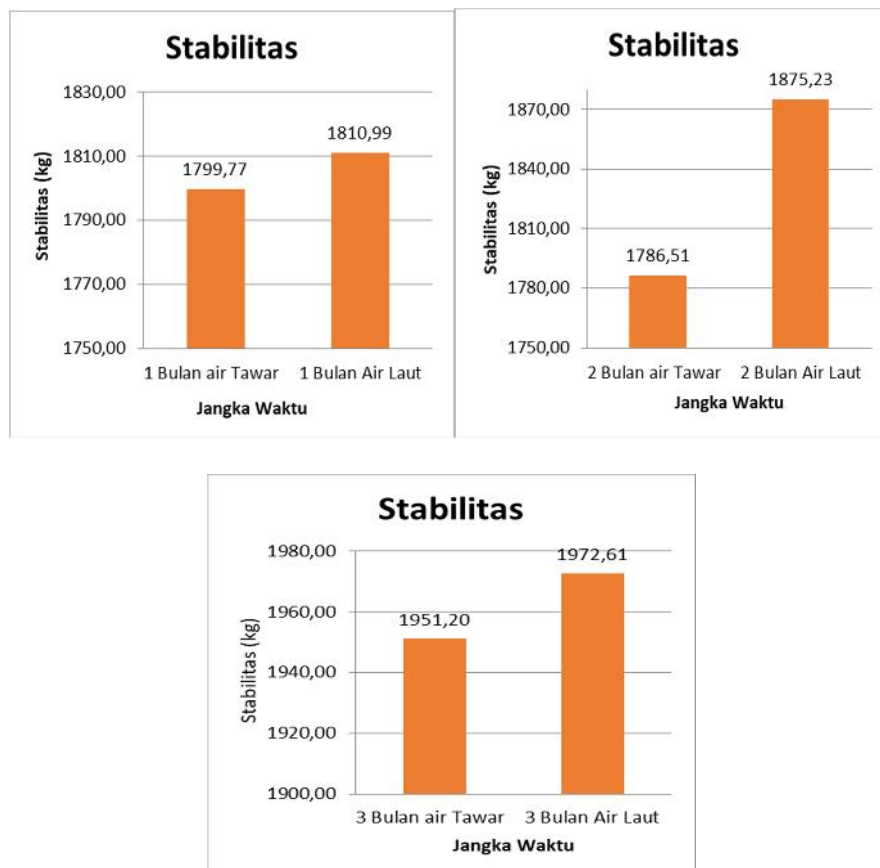 Stabilitas
1830,00
1810,00
1790,00
1770,00
1750,00
Stabilitas (kg)
1799,77
1810,99
1 Bulan air Tawar
1 Bulan Air Laut
Jangka Waktu
Stabilitas
1870,00
1840,00
1810,00
1780,00
1750,00
Stabilitas (kg)
1786,51
1875,23
2 Bulan air Tawar
2 Bulan Air Laut
Jangka Waktu
Stabilitas
1980,00
1960,00
1940,00
1920,00
1900,00
Stabilitas (kg)
1951,20
1972,61
3 Bulan air Tawar
3 Bulan Air Laut
Jangka Waktu